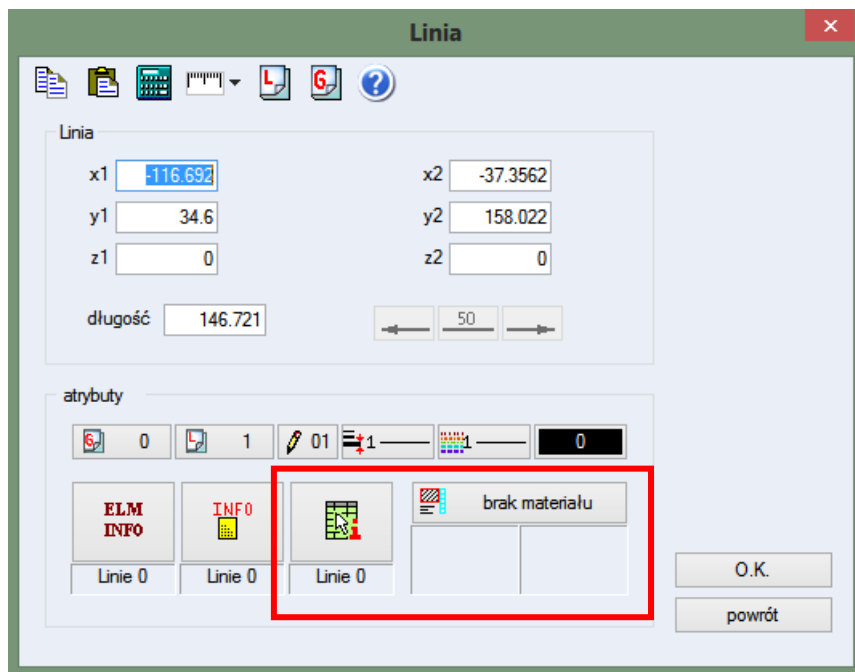 Linia
L G ?
Linia
x1 -116.692 x2 -37.3562
y1 34.6 y2 158.022
z1 0 z2 0
długość 146.721 50
atrybuty
G 0 L 1 01 1 1 0
ELM INFO
INFO
i
brak materiału
Linie 0 Linie 0 Linie 0
O.K.
powrót